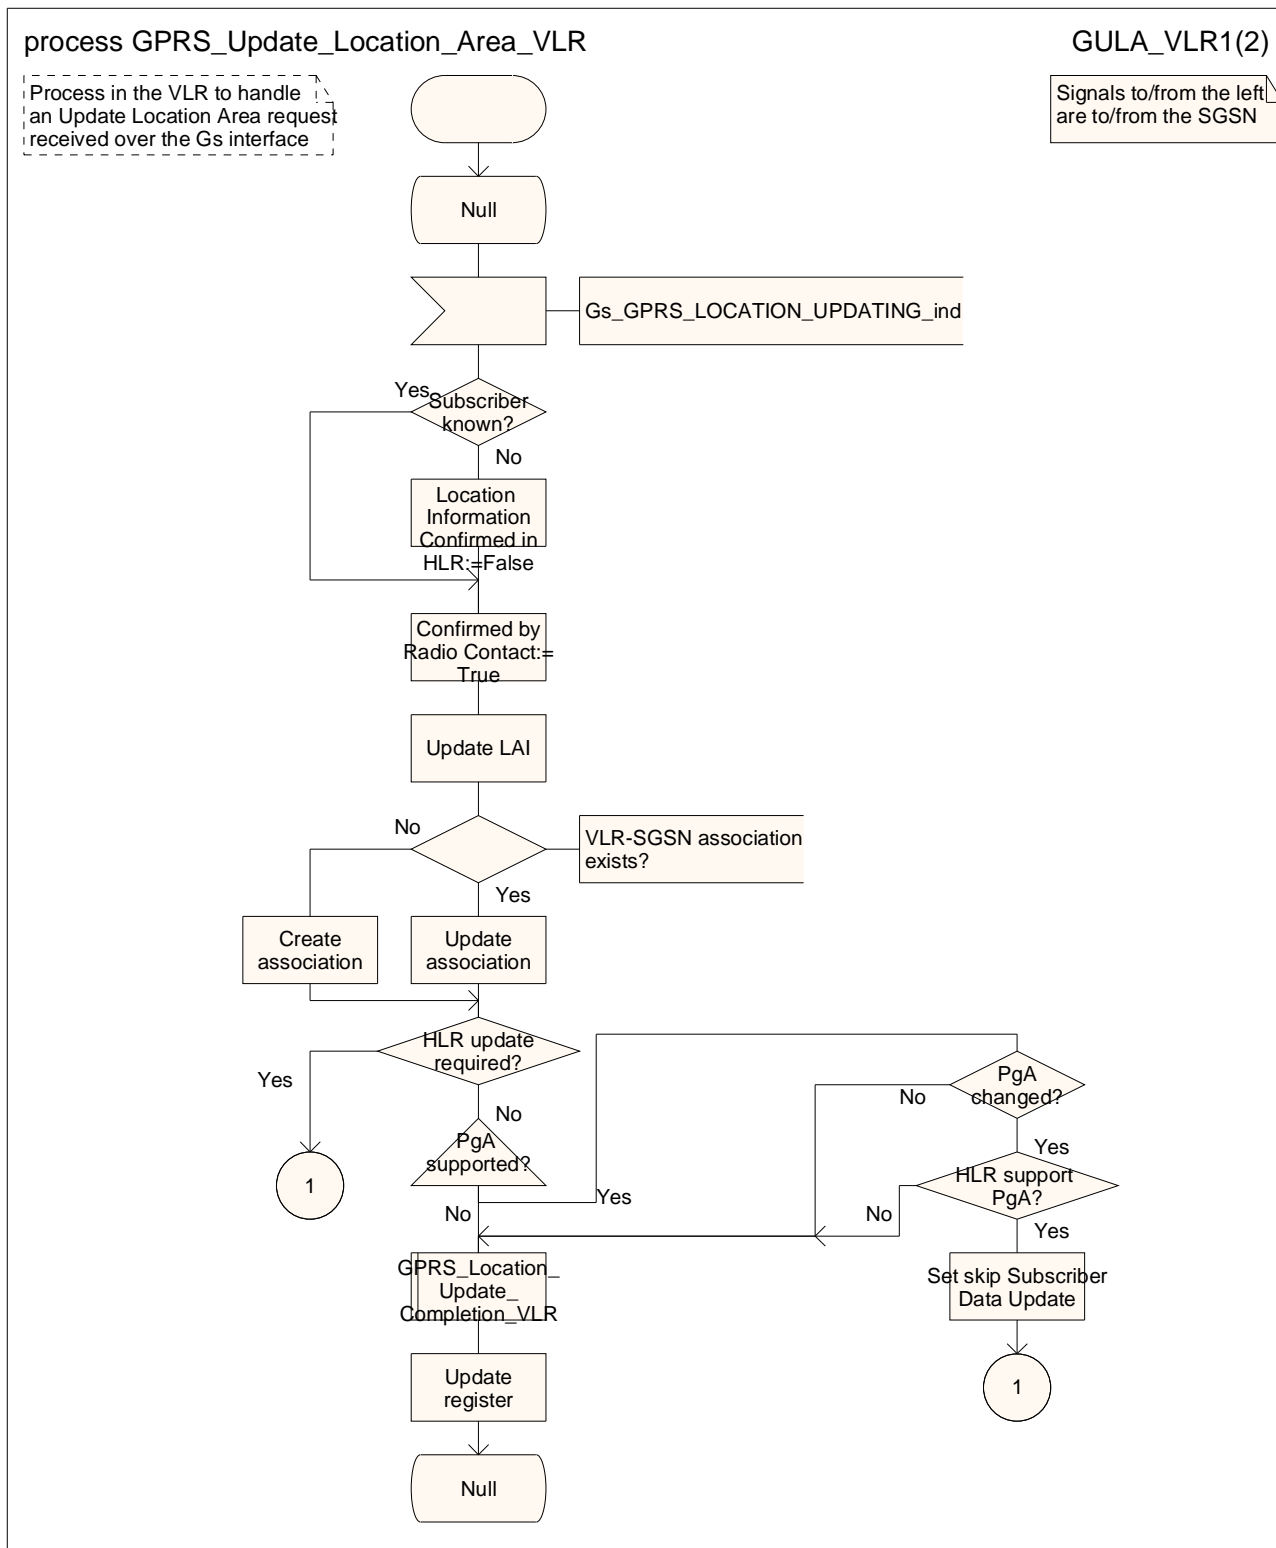 process GPRS_Update_Location_Area_VLR
GULA_VLR1(2)
Process in the VLR to handle
an Update Location Area request
received over the Gs interface
Signals to/from the left
are to/from the SGSN
Null
Gs_GPRS_LOCATION_UPDATING_ind
Yes
Subscriber
known?
No
Location
Information
Confirmed in
HLR:=False
Confirmed by
Radio Contact:=
True
Update LAI
No
VLR-SGSN association
exists?
Yes
Create
association
Update
association
HLR update
required?
Yes
No
PgA
changed?
No
Yes
PgA
supported?
1
Yes
No
HLR support
PgA?
No
Yes
GPRS_Location_
Update_
Completion_VLR
Set skip Subscriber
Data Update
Update
register
1
Null